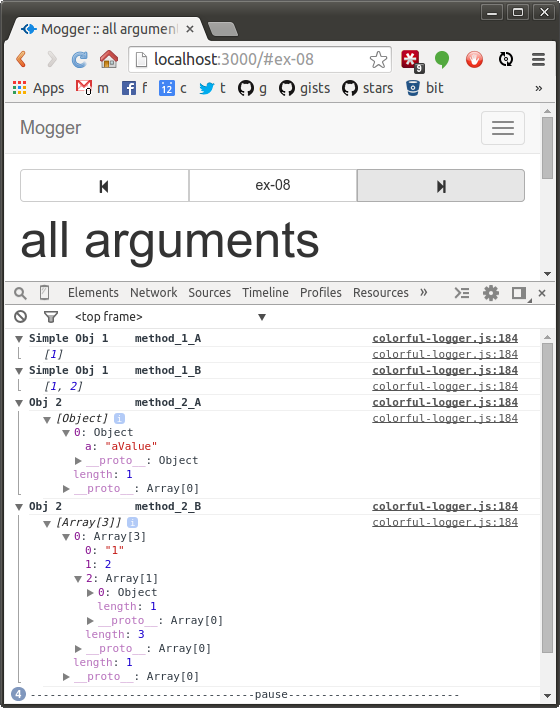 Mogger :: all argument
localhost:3000/#ex-08
9
Apps 0 m f f 12 c t g gists stars bit »
Mogger
ex-08
all arguments
Elements Network Sources Timeline Profiles Resources »
<top frame>
Simple Obj 1 method_1_A colorful-logger.js:184
[1] colorful-logger.js:184
Simple Obj 1 method_1_B colorful-logger.js:184
[1, 2] colorful-logger.js:184
Obj 2 method_2_A colorful-logger.js:184
[Object] i colorful-logger.js:184
0: Object
a: "aValue"
__proto__: Object
length: 1
__proto__: Array[0]
Obj 2 method_2_B colorful-logger.js:184
[Array[3]] i colorful-logger.js:184
0: Array[3]
0: "1"
1: 2
2: Array[1]
0: Object
length: 1
__proto__: Array[0]
length: 3
__proto__: Array[0]
length: 1
__proto__: Array[0]
4 ----------------------------------pause--------------------------